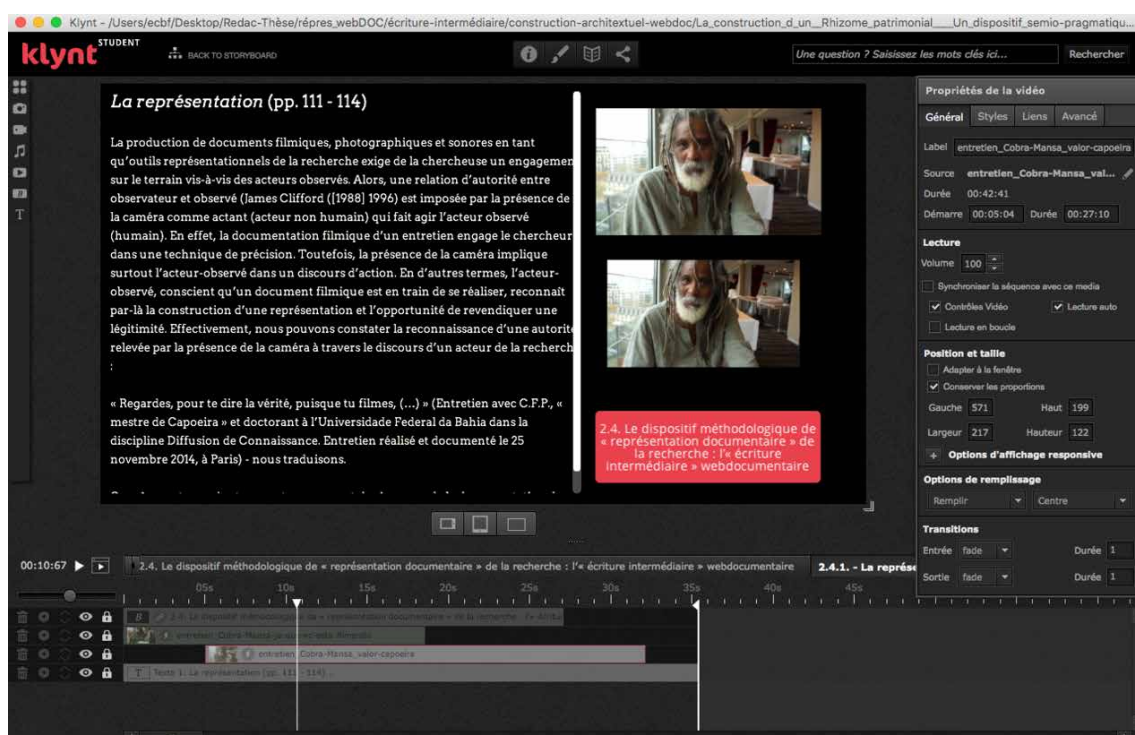 Klynt - /Users/ecbf/Desktop/Redac-Thèse/répres_webDOC/écriture-intermédiaire/construction-architectuel-webdoc/La_construction_d_un__Rhizome_patrimonial___Un_dispositif_semio-pragmatiqu...
klynt STUDENT
BACK TO STORYBOARD
Une question ? Saisissez les mots clés ici...
Rechercher
La représentation (pp. 111 - 114)
La production de documents filmiques, photographiques et sonores en tant
qu’outils représentationnels de la recherche exige de la chercheuse un engagemen
sur le terrain vis-à-vis des acteurs observés. Alors, une relation d’autorité entre
observateur et observé (James Clifford ([1988] 1996) est imposée par la présence de
la caméra comme actant (acteur non humain) qui fait agir l’acteur observé
(humain). En effet, la documentation filmique d’un entretien engage le chercheur
dans une technique de précision. Toutefois, la présence de la caméra implique
surtout l’acteur-observé dans un discours d’action. En d’autres termes, l’acteur-
observé, conscient qu’un document filmique est en train de se réaliser, reconnaît
par-là la construction d’une représentation et l’opportunité de revendiquer une
légitimité. Effectivement, nous pouvons constater la reconnaissance d’une autorité
relevée par la présence de la caméra à travers le discours d’un acteur de la recherch
:
« Regardes, pour te dire la vérité, puisque tu filmes, (…) » (Entretien avec C.F.P., «
mestre de Capoeira » et doctorant à l’Universidade Federal da Bahia dans la
discipline Diffusion de Connaissance. Entretien réalisé et documenté le 25
novembre 2014, à Paris) - nous traduisons.
2.4. Le dispositif méthodologique de
« représentation documentaire » de
la recherche : l’« écriture
intermédiaire » webdocumentaire
Propriétés de la vidéo
Général Styles Liens Avancé
Label entretien_Cobra-Mansa_valor-capoeira
Source entretien_Cobra-Mansa_val...
Durée 00:42:41
Démarre 00:05:04 Durée 00:27:10
Lecture
Volume 100
Synchroniser la séquence avec ce media
Contrôles Vidéo Lecture auto
Lecture en boucle
Position et taille
Adapter à la fenêtre
Conserver les proportions
Gauche 571 Haut 199
Largeur 217 Hauteur 122
+ Options d'affichage responsive
Options de remplissage
Remplir Centre
Transitions
Entrée fade Durée 1
Sortie fade Durée 1
00:10:67
2.4. Le dispositif méthodologique de « représentation documentaire » de la recherche : l’« écriture intermédiaire » webdocumentaire
2.4.1. - La représe
05s 10s 15s 20s 25s 30s 35s 40s 45s
entretien_Cobra-Mansa_valor-capoeira
T Texte 1: La représentation (pp. 111 - 114)